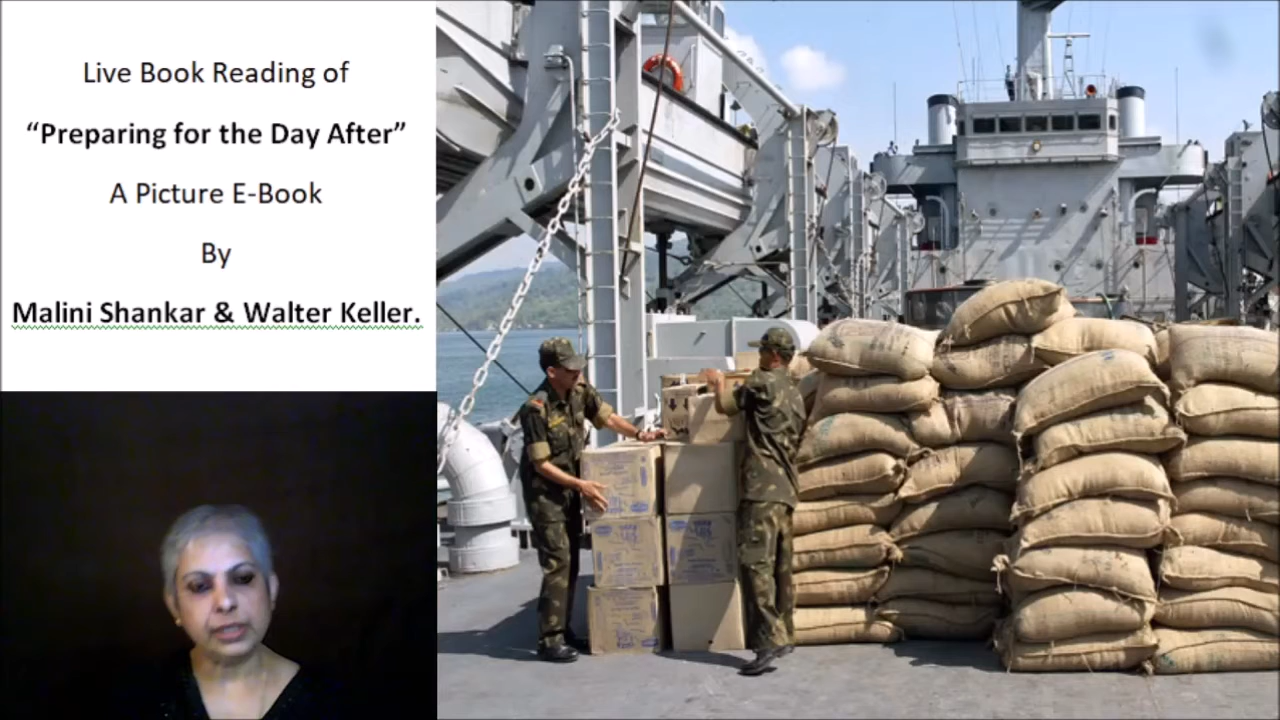 Live Book Reading of
“Preparing for the Day After”
A Picture E-Book
By
Malini Shankar & Walter Keller.